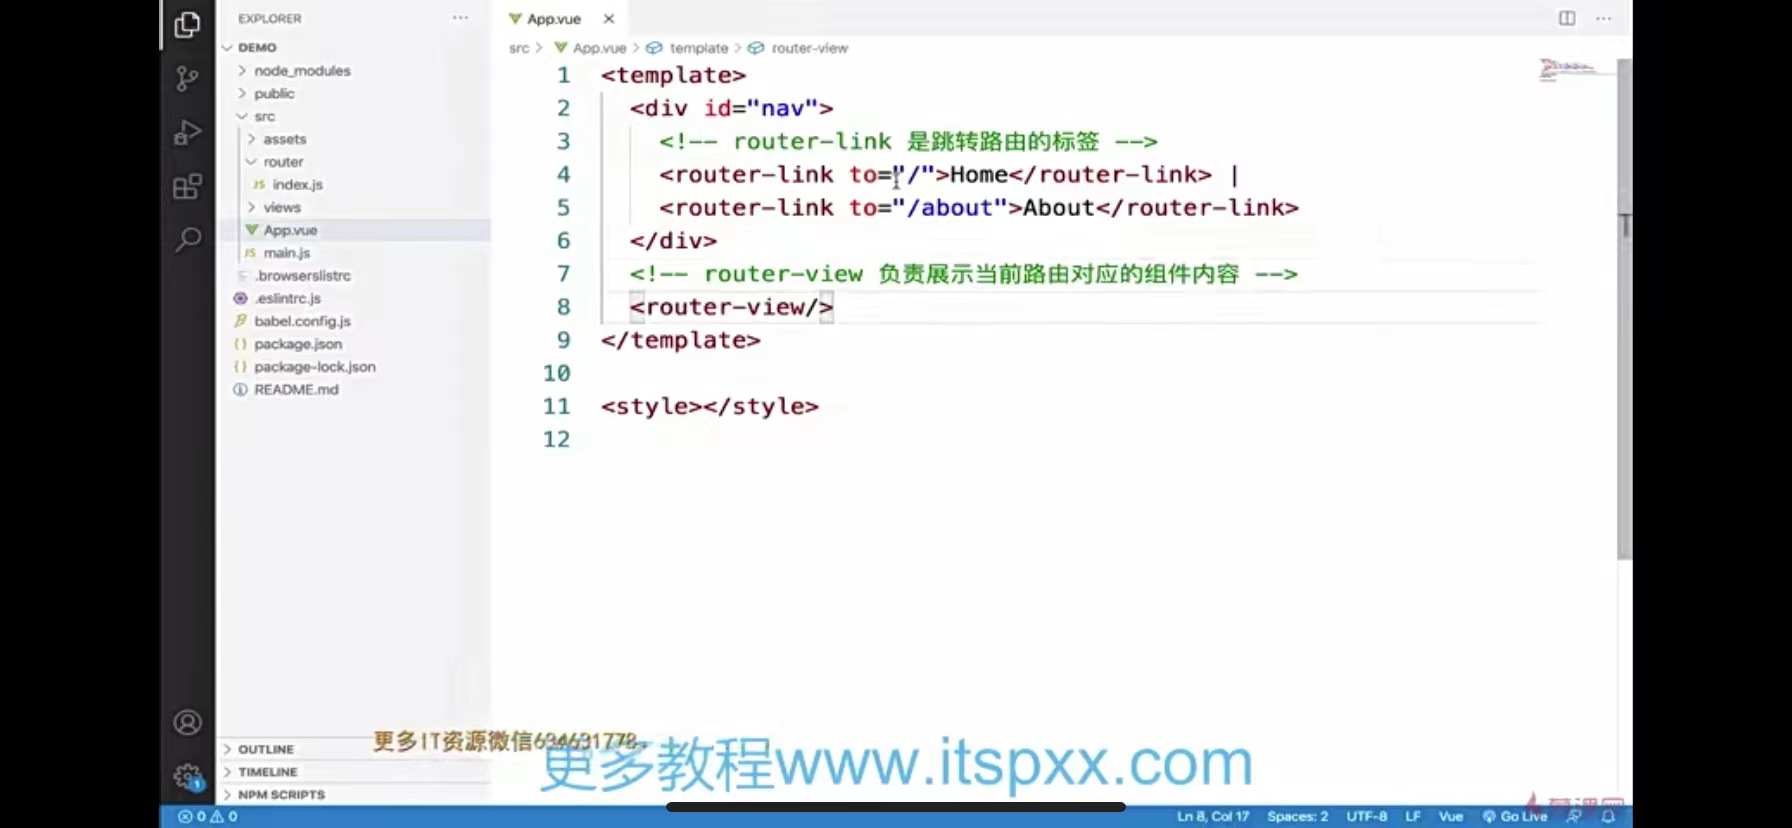 EXPLORER
DEMO
node_modules
public
src
assets
router
JS index.js
views
App.vue
JS main.js
.browserslistrc
.eslintrc.js
babel.config.js
{} package.json
{} package-lock.json
README.md
OUTLINE
TIMELINE
NPM SCRIPTS
App.vue
src > App.vue > template > router-view
1 <template>
2 <div id="nav">
3 <!-- router-link 是跳转路由的标签 -->
4 <router-link to="/">Home</router-link> |
5 <router-link to="/about">About</router-link>
6 </div>
7 <!-- router-view 负责展示当前路由对应的组件内容 -->
8 <router-view/>
9 </template>
10
11 <style></style>
12
更多IT资源微信634631778
更多教程www.itspxx.com
1
0 0
Ln 8, Col 17 Spaces: 2 UTF-8 LF Vue Go Live